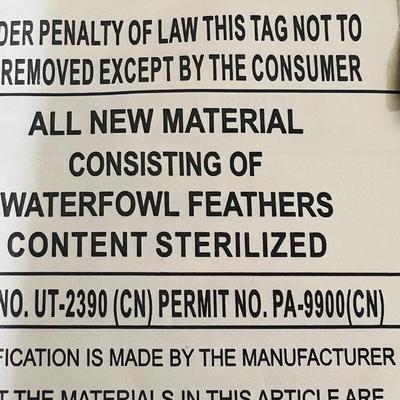 DER PENALTY OF LAW THIS TAG NOT TO
REMOVED EXCEPT BY THE CONSUMER
ALL NEW MATERIAL
CONSISTING OF
WATERFOWL FEATHERS
CONTENT STERILIZED
NO. UT-2390 (CN) PERMIT NO. PA-9900(CN)
FICATION IS MADE BY THE MANUFACTURER
T THE MATERIALS IN THIS ARTICLE ARE